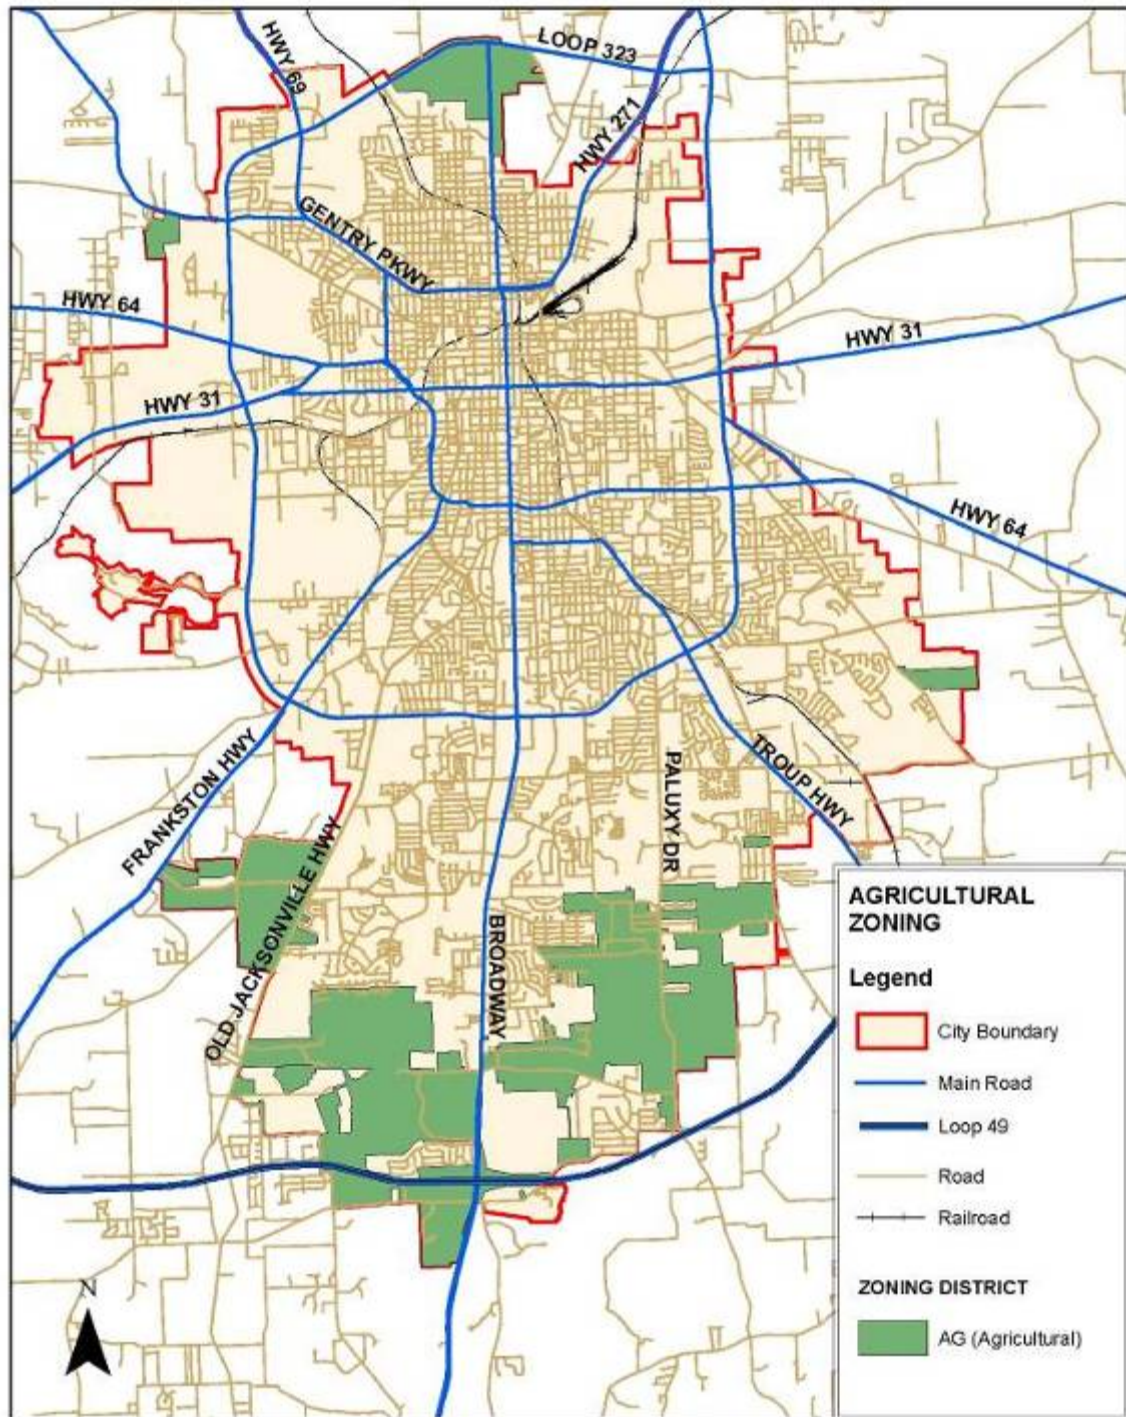 HWY 69
LOOP 323
HWY 271
GENTRY PKWY
HWY 64
HWY 31
HWY 31
HWY 64
FRANKSTON HWY
OLD JACKSONVILLE HWY
PALUXY DR
TROUP HWY
BROADWAY
AGRICULTURAL
ZONING
Legend
City Boundary
Main Road
Loop 49
Road
Railroad
ZONING DISTRICT
AG (Agricultural)
N